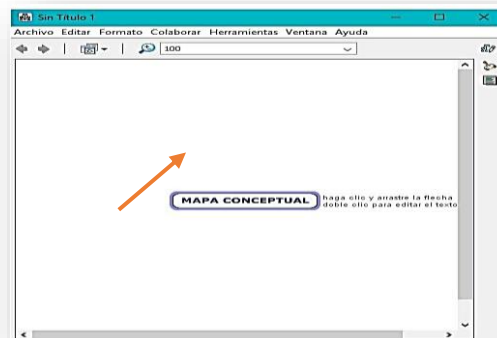 Sin Título 1
Archivo Editar Formato Colaborar Herramientas Ventana Ayuda
100
MAPA CONCEPTUAL
haga clic y arrastre la flecha
doble clic para editar el texto